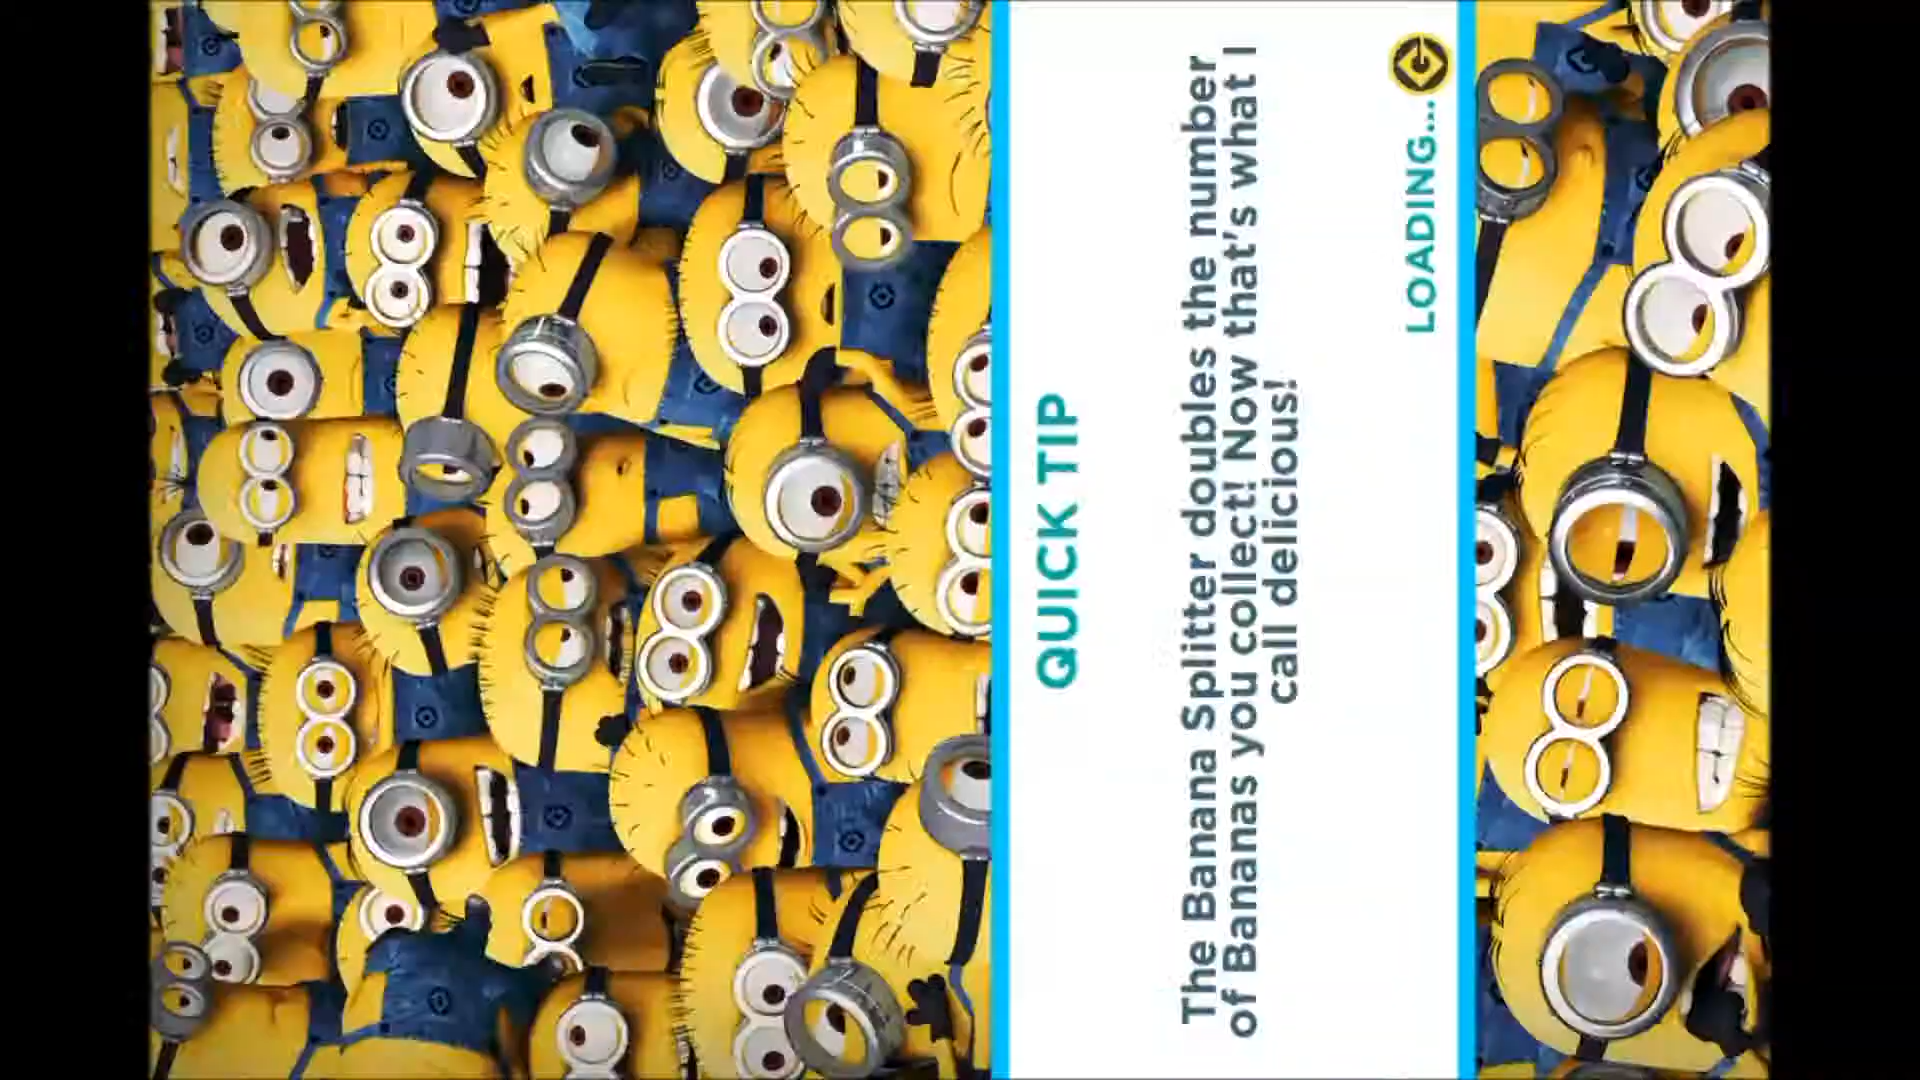 QUICK TIP
The Banana Splitter doubles the number
of Bananas you collect! Now that's what I
call delicious!
LOADING...